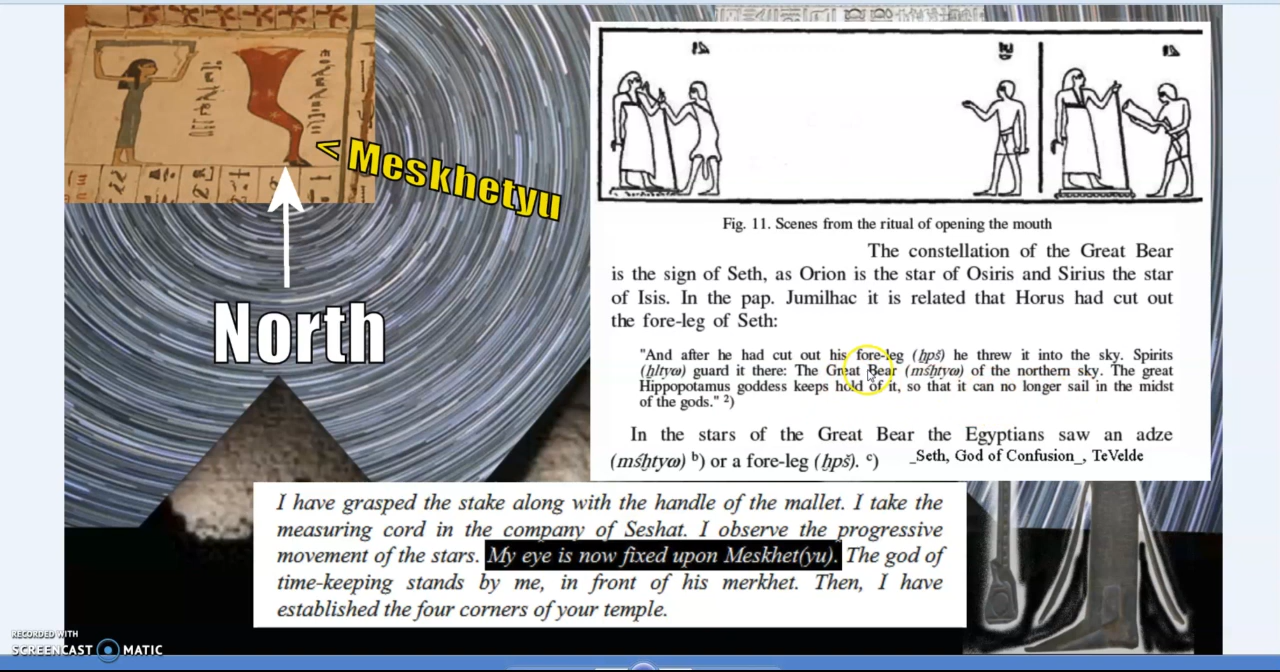 < Meskhetyu
North
Fig. 11. Scenes from the ritual of opening the mouth
The constellation of the Great Bear
is the sign of Seth, as Orion is the star of Osiris and Sirius the star
of Isis. In the pap. Jumilhac it is related that Horus had cut out
the fore-leg of Seth:
"And after he had cut out his fore-leg (ḫpš) he threw it into the sky. Spirits
guard it there: The Great Bear of the northern sky. The great
Hippopotamus goddess keeps hold of it, so that it can no longer sail in the midst
of the gods." ²)
In the stars of the Great Bear the Egyptians saw an adze
ᵇ) or a fore-leg (ḫpš). ᶜ)
_Seth, God of Confusion_, TeVelde
I have grasped the stake along with the handle of the mallet. I take the
measuring cord in the company of Seshat. I observe the progressive
movement of the stars. My eye is now fixed upon Meskhet(yu). The god of
time-keeping stands by me, in front of his merkhet. Then, I have
established the four corners of your temple.
RECORDED WITH
SCREENCAST MATIC